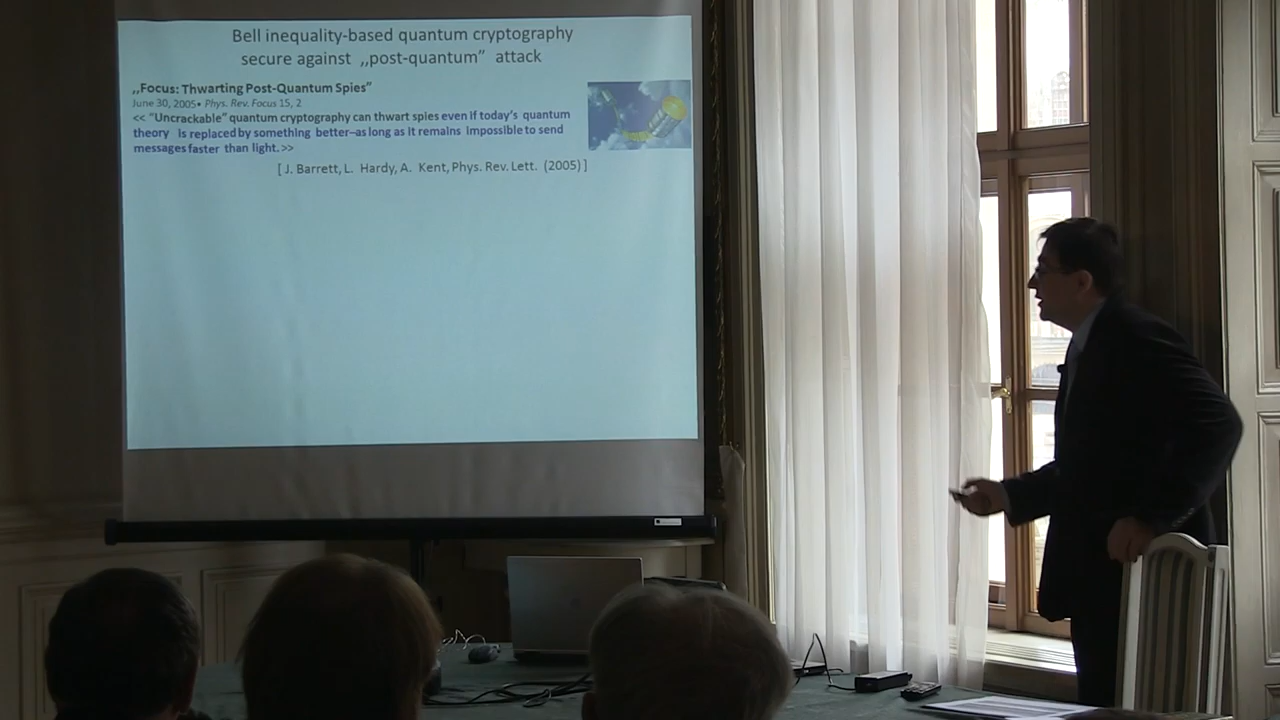 Bell inequality-based quantum cryptography
secure against „post-quantum” attack
„Focus: Thwarting Post-Quantum Spies”
June 30, 2005• Phys. Rev. Focus 15, 2
<< “Uncrackable” quantum cryptography can thwart spies even if today’s quantum
theory is replaced by something better–as long as it remains impossible to send
messages faster than light. >>
[ J. Barrett, L. Hardy, A. Kent, Phys. Rev. Lett. (2005) ]